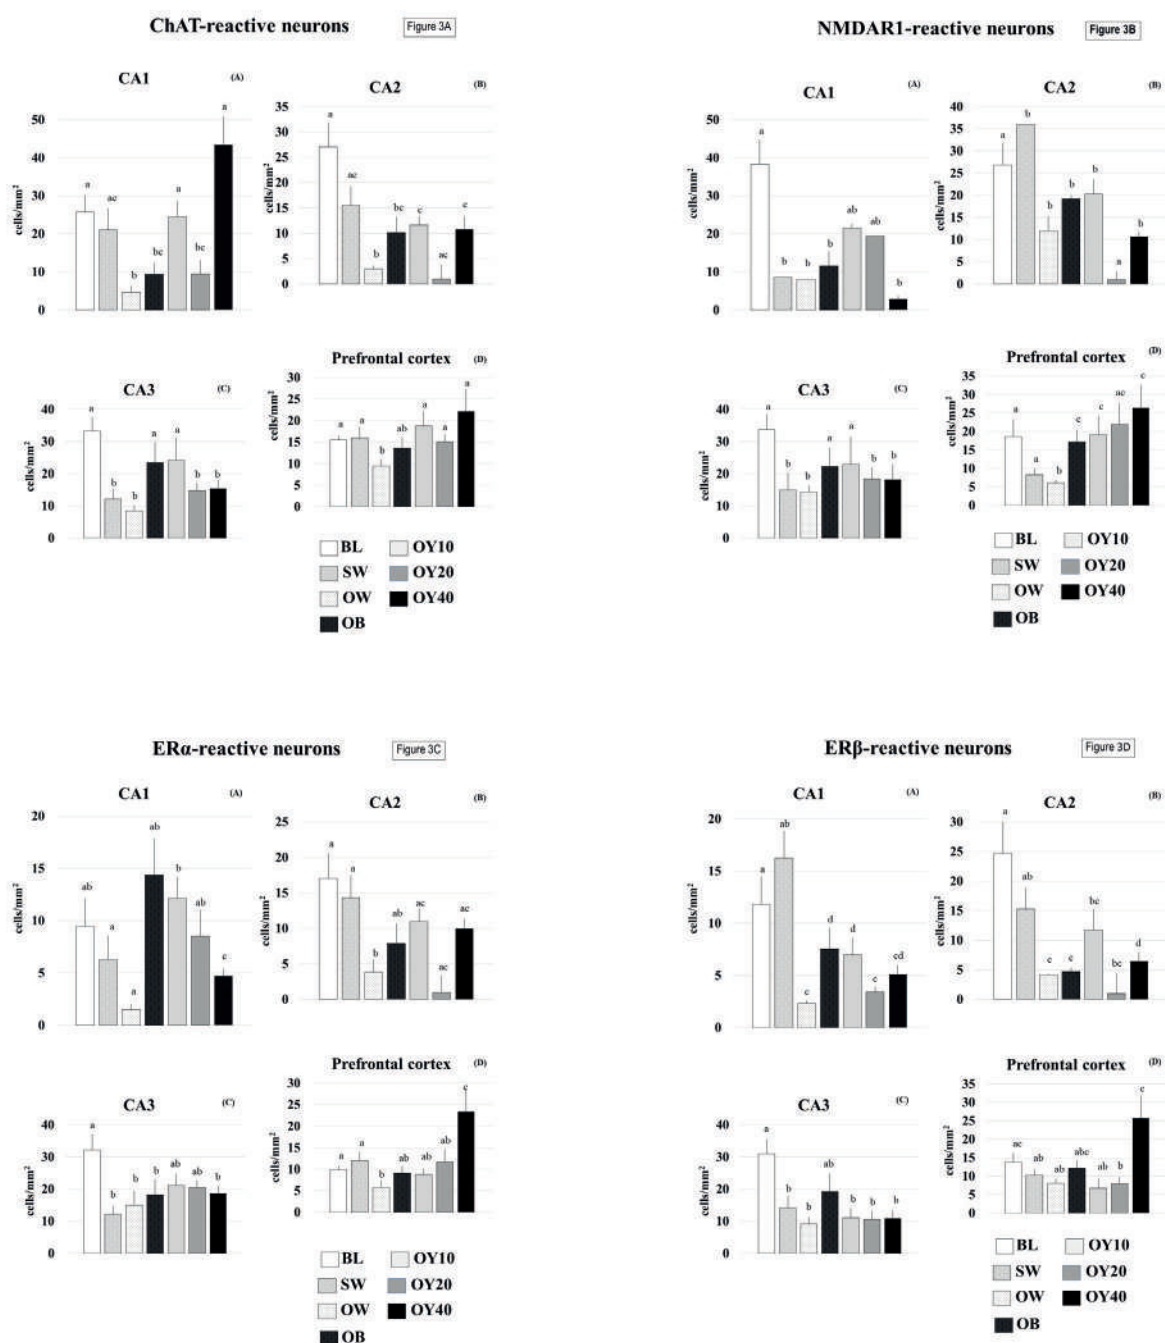 ChAT-reactive neurons
Figure 3A
CA1
(A)
cells/mm²
50
40
30
20
10
0
a
ac
b
bc
a
bc
a
CA2
(B)
cells/mm²
35
30
25
20
15
10
5
0
a
ac
b
bc
c
ac
c
CA3
(C)
cells/mm²
40
30
20
10
0
a
b
b
a
a
b
b
Prefrontal cortex
(D)
cells/mm²
30
25
20
15
10
5
0
a
a
b
ab
a
a
a
BL
OY10
SW
OY20
OW
OY40
OB
NMDAR1-reactive neurons
Figure 3B
CA1
(A)
cells/mm²
50
40
30
20
10
0
a
b
b
b
ab
ab
b
CA2
(B)
cells/mm²
40
35
30
25
20
15
10
5
0
a
b
b
b
b
a
b
CA3
(C)
cells/mm²
40
30
20
10
0
a
b
b
a
a
b
b
Prefrontal cortex
(D)
cells/mm²
35
30
25
20
15
10
5
0
a
a
b
c
c
ac
c
BL
OY10
SW
OY20
OW
OY40
OB
ERα-reactive neurons
Figure 3C
CA1
(A)
cells/mm²
20
15
10
5
0
ab
a
a
ab
b
ab
c
CA2
(B)
cells/mm²
25
20
15
10
5
0
a
a
b
ab
ac
ac
ac
CA3
(C)
cells/mm²
40
30
20
10
0
a
b
b
b
ab
ab
ab
Prefrontal cortex
(D)
cells/mm²
30
25
20
15
10
5
0
a
a
b
ab
ab
ab
c
BL
OY10
SW
OY20
OW
OY40
OB
ERβ-reactive neurons
Figure 3D
CA1
(A)
cells/mm²
20
15
10
5
0
a
ab
c
d
d
c
cd
CA2
(B)
cells/mm²
30
25
20
15
10
5
0
a
ab
c
c
bc
bc
d
CA3
(C)
cells/mm²
40
30
20
10
0
a
b
b
ab
b
b
b
Prefrontal cortex
(D)
cells/mm²
35
30
25
20
15
10
5
0
ac
ab
ab
abc
ab
b
c
BL
OY10
SW
OY20
OW
OY40
OB